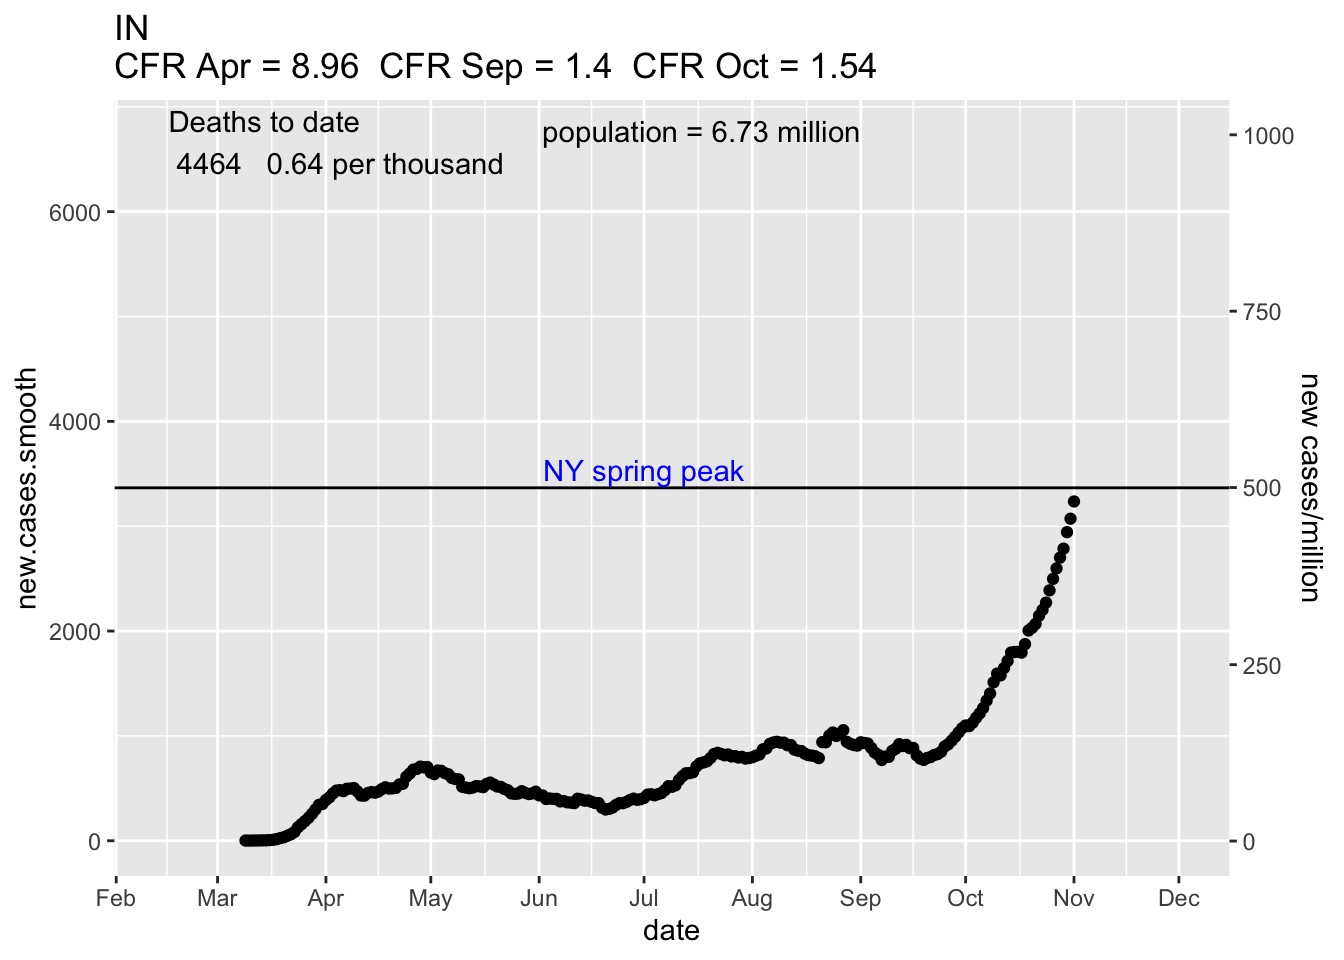 IN
CFR Apr = 8.96  CFR Sep = 1.4  CFR Oct = 1.54
Deaths to date
4464   0.64 per thousand
population = 6.73 million
NY spring peak
new.cases.smooth
6000
4000
2000
0
1000
750
500
250
0
new cases/million
Feb Mar Apr May Jun Jul Aug Sep Oct Nov Dec
date